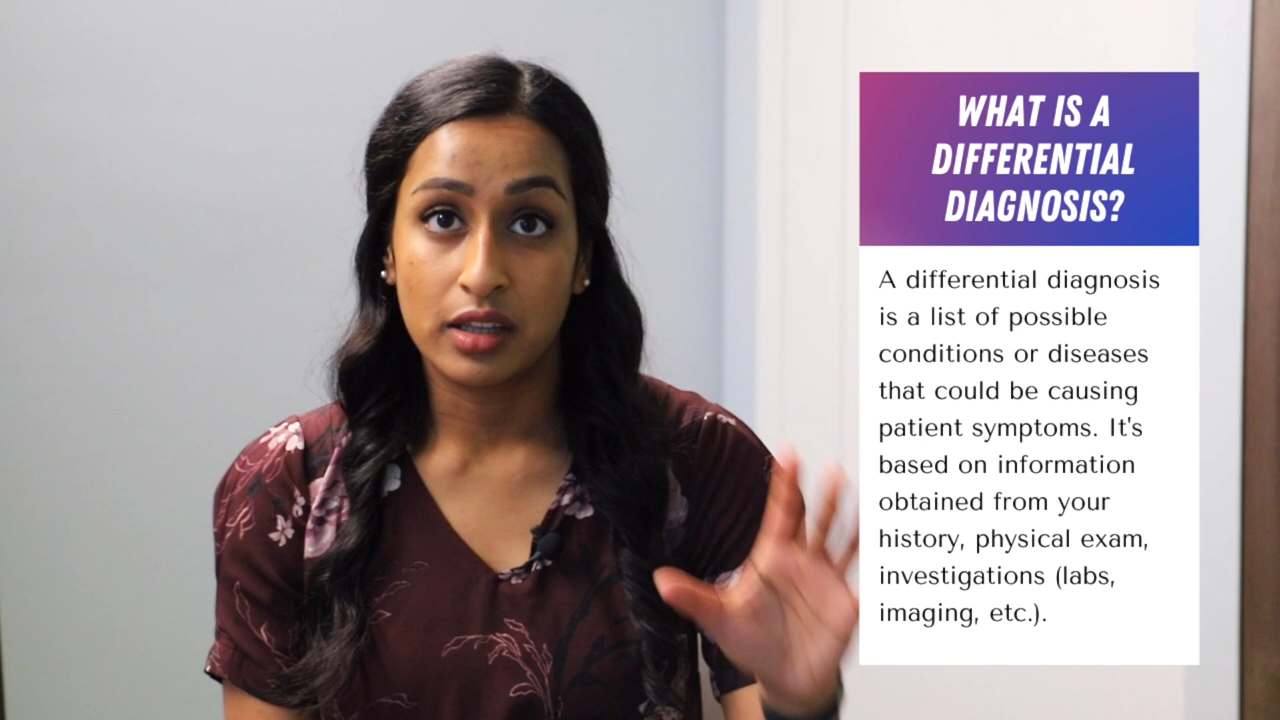 WHAT IS A
DIFFERENTIAL
DIAGNOSIS?
A differential diagnosis
is a list of possible
conditions or diseases
that could be causing
patient symptoms. It's
based on information
obtained from your
history, physical exam,
investigations (labs,
imaging, etc.).